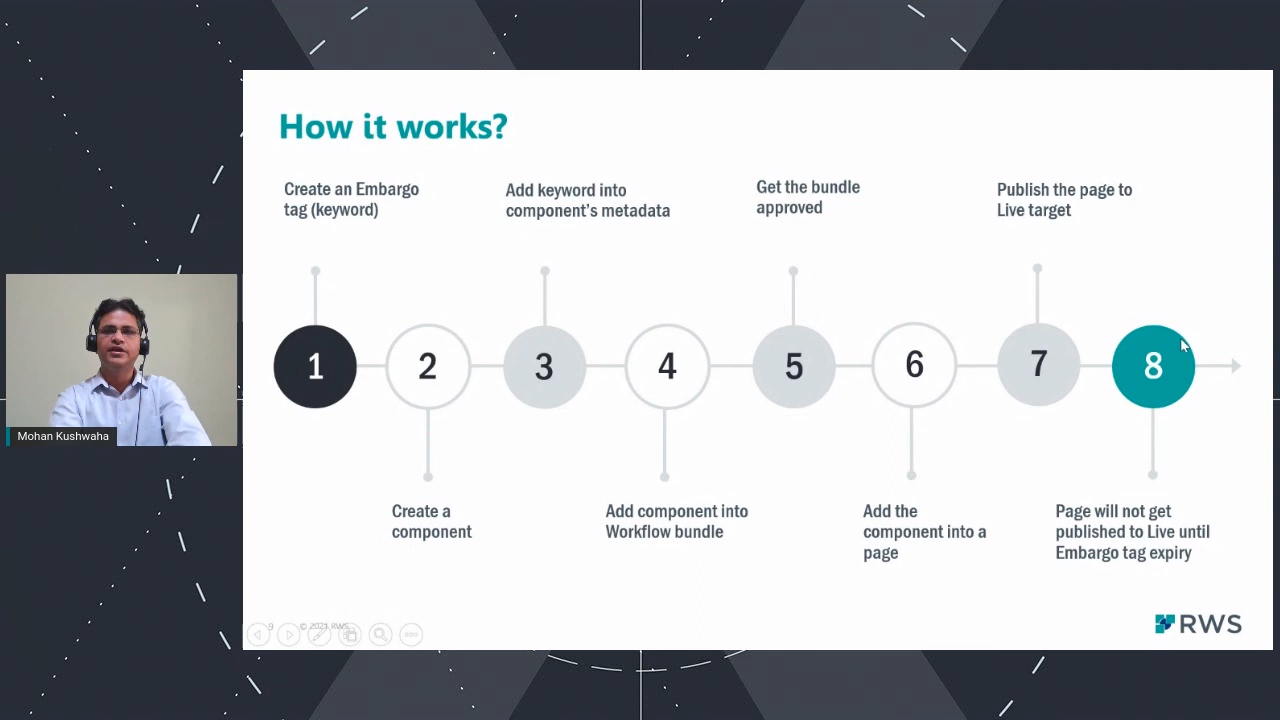 How it works?
Create an Embargo
tag (keyword)
Add keyword into
component's metadata
Get the bundle
approved
Publish the page to
Live target
1
2
3
4
5
6
7
8
Mohan Kushwaha
Create a
component
Add component into
Workflow bundle
Add the
component into a
page
Page will not get
published to Live until
Embargo tag expiry
9 © 2021 RWS
RWS